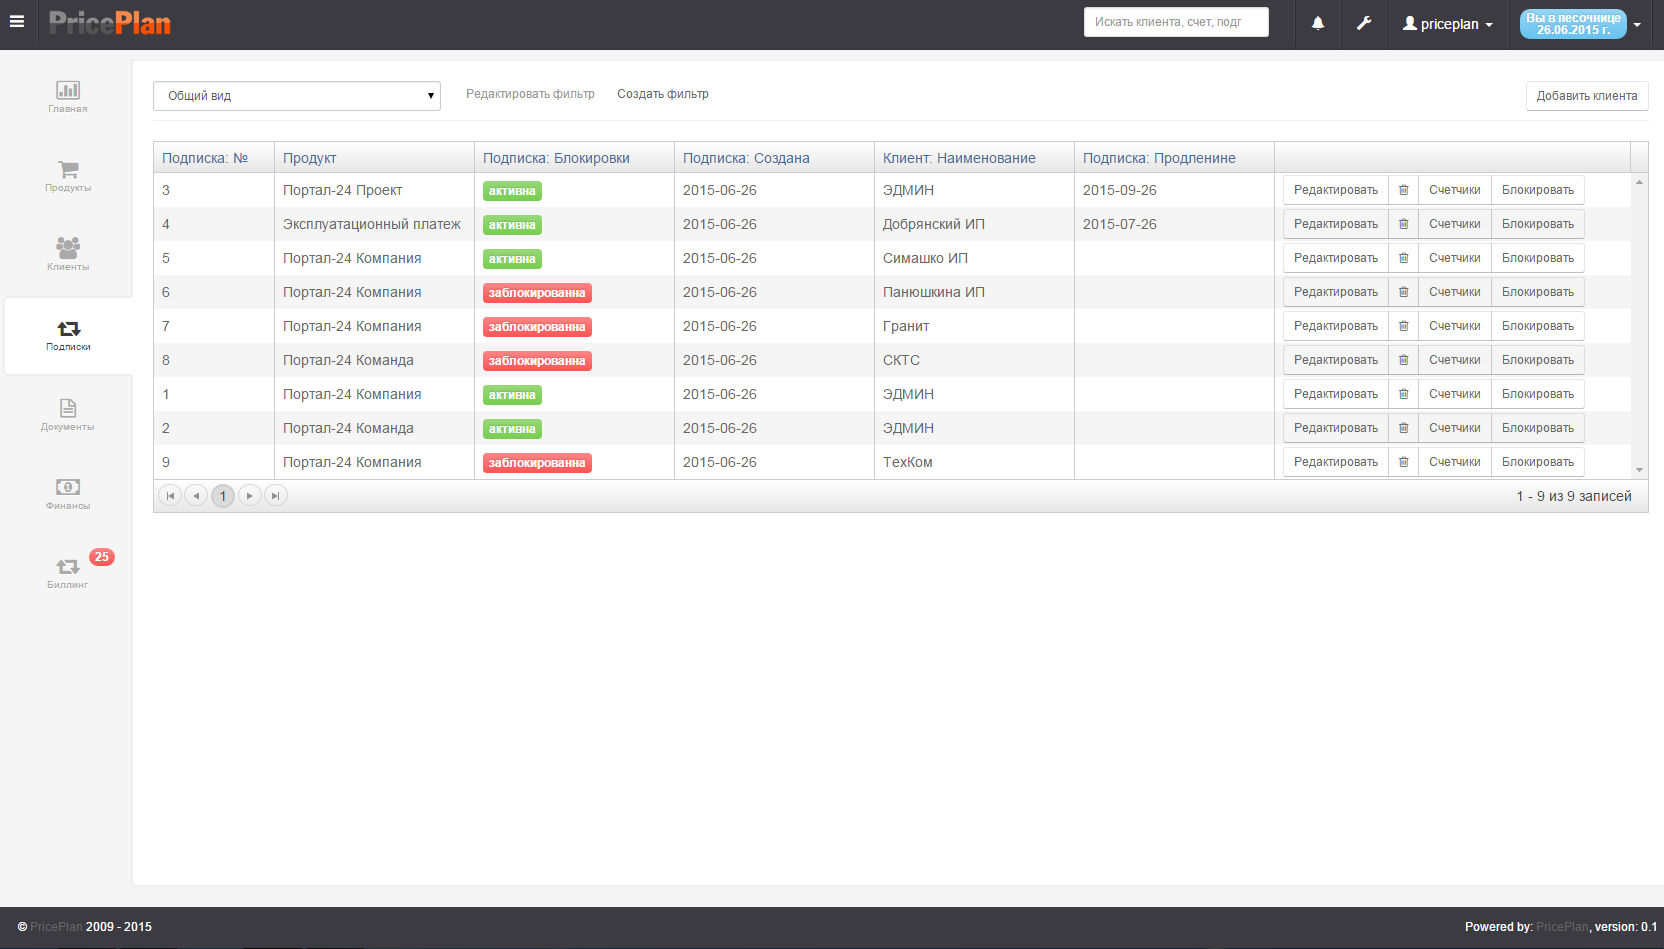 PricePlan
Искать клиента, счет, подг
priceplan
Вы в песочнице
26.06.2015 г.
Главная
Продукты
Клиенты
Подписки
Документы
Финансы
25
Биллинг
Общий вид
Редактировать фильтр
Создать фильтр
Добавить клиента
Подписка: № Продукт Подписка: Блокировки Подписка: Создана Клиент: Наименование Подписка: Продленине
3 Портал-24 Проект активна 2015-06-26 ЭДМИН 2015-09-26 Редактировать Счетчики Блокировать
4 Эксплуатационный платеж активна 2015-06-26 Добрянский ИП 2015-07-26 Редактировать Счетчики Блокировать
5 Портал-24 Компания активна 2015-06-26 Симашко ИП Редактировать Счетчики Блокировать
6 Портал-24 Компания заблокированна 2015-06-26 Панюшкина ИП Редактировать Счетчики Блокировать
7 Портал-24 Компания заблокированна 2015-06-26 Гранит Редактировать Счетчики Блокировать
8 Портал-24 Команда заблокированна 2015-06-26 СКТС Редактировать Счетчики Блокировать
1 Портал-24 Компания активна 2015-06-26 ЭДМИН Редактировать Счетчики Блокировать
2 Портал-24 Команда активна 2015-06-26 ЭДМИН Редактировать Счетчики Блокировать
9 Портал-24 Компания заблокированна 2015-06-26 ТехКом Редактировать Счетчики Блокировать
1
1 - 9 из 9 записей
© PricePlan 2009 - 2015
Powered by: PricePlan, version: 0.1